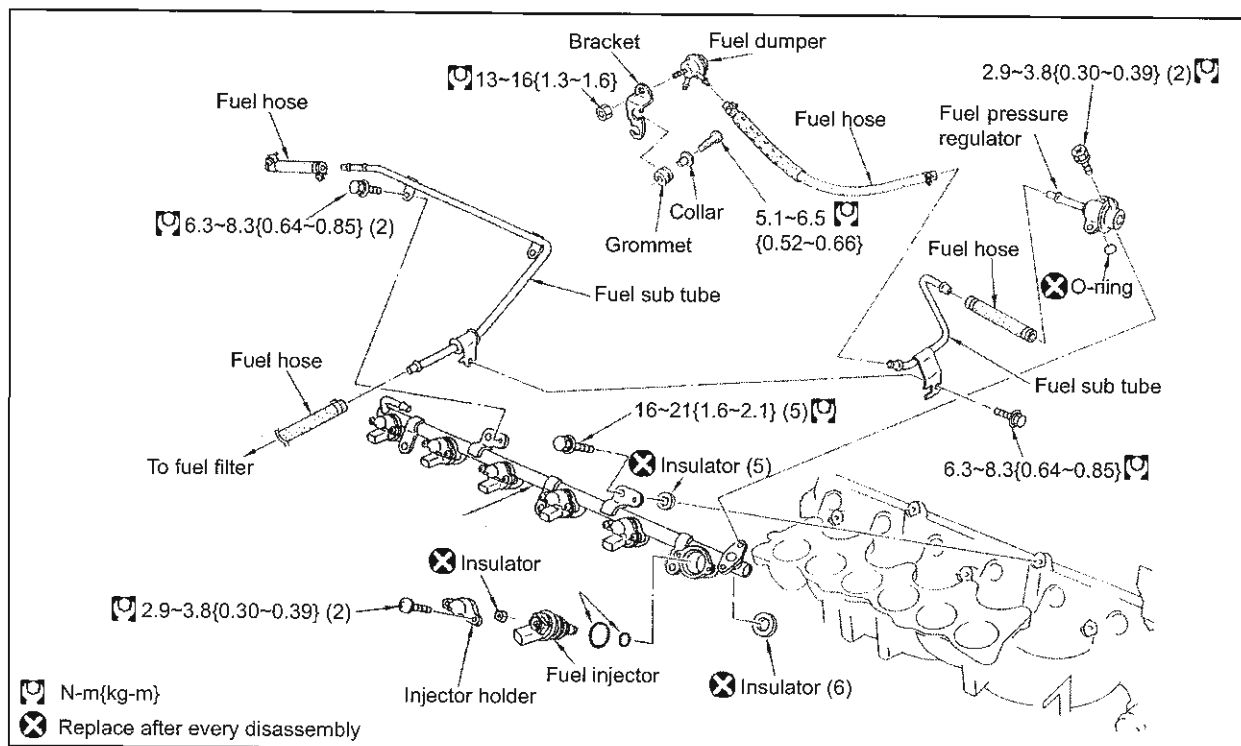 Bracket
Fuel dumper
13~16{1.3~1.6}
2.9~3.8{0.30~0.39} (2)
Fuel hose
Fuel hose
Fuel pressure
regulator
6.3~8.3{0.64~0.85} (2)
Collar
Grommet
5.1~6.5
{0.52~0.66}
Fuel hose
O-ring
Fuel sub tube
Fuel hose
Fuel sub tube
To fuel filter
16~21{1.6~2.1} (5)
Insulator (5)
6.3~8.3{0.64~0.85}
Insulator
2.9~3.8{0.30~0.39} (2)
Fuel injector
Injector holder
Insulator (6)
N-m{kg-m}
Replace after every disassembly